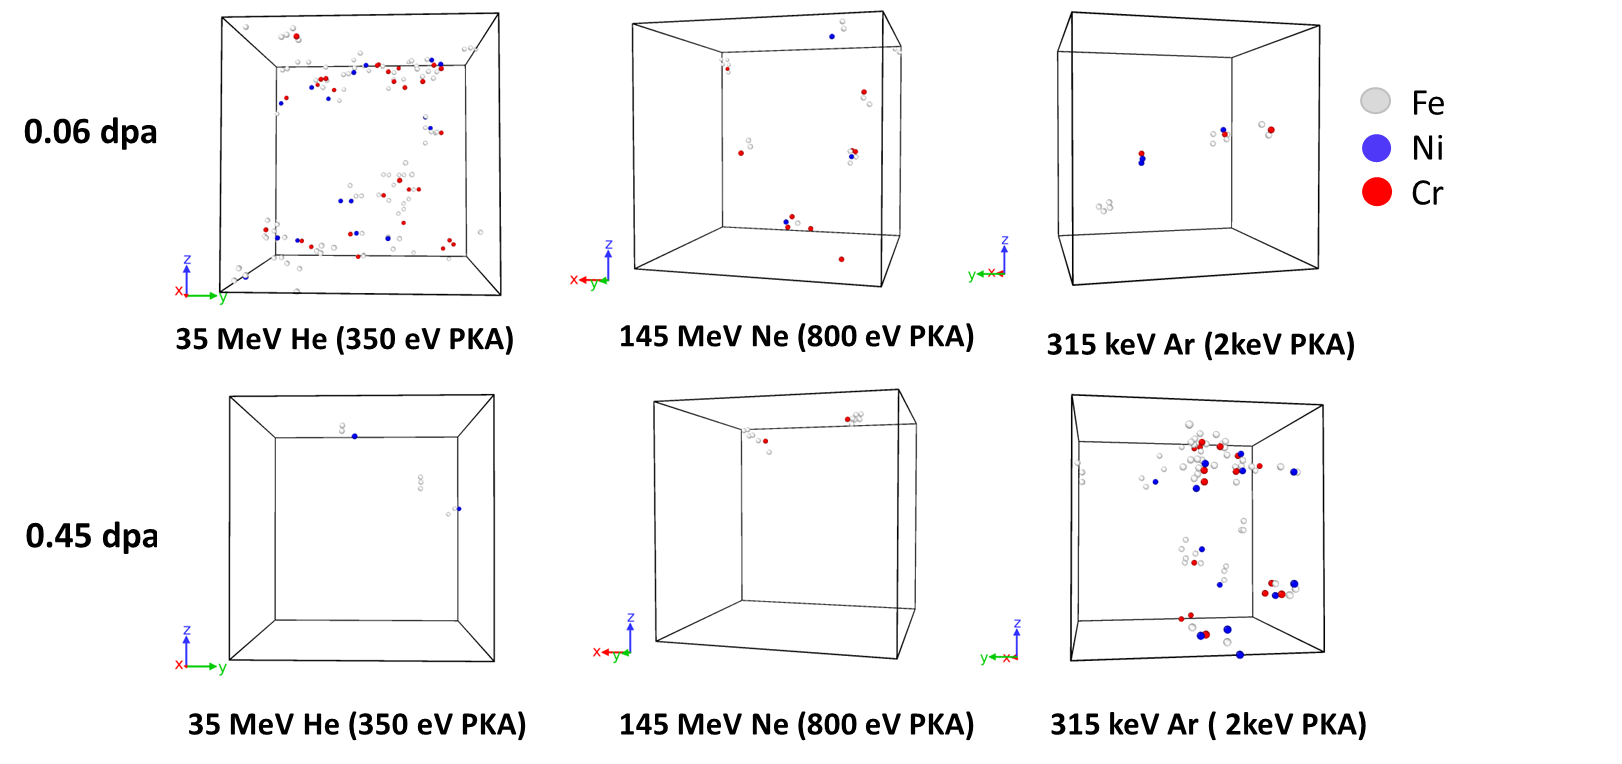 0.06 dpa
z
x
y
z
x
y
z
y
x
Fe
Ni
Cr
35 MeV He (350 eV PKA)
145 MeV Ne (800 eV PKA)
315 keV Ar (2keV PKA)
0.45 dpa
z
x
y
z
x
y
z
y
x
35 MeV He (350 eV PKA)
145 MeV Ne (800 eV PKA)
315 keV Ar ( 2keV PKA)